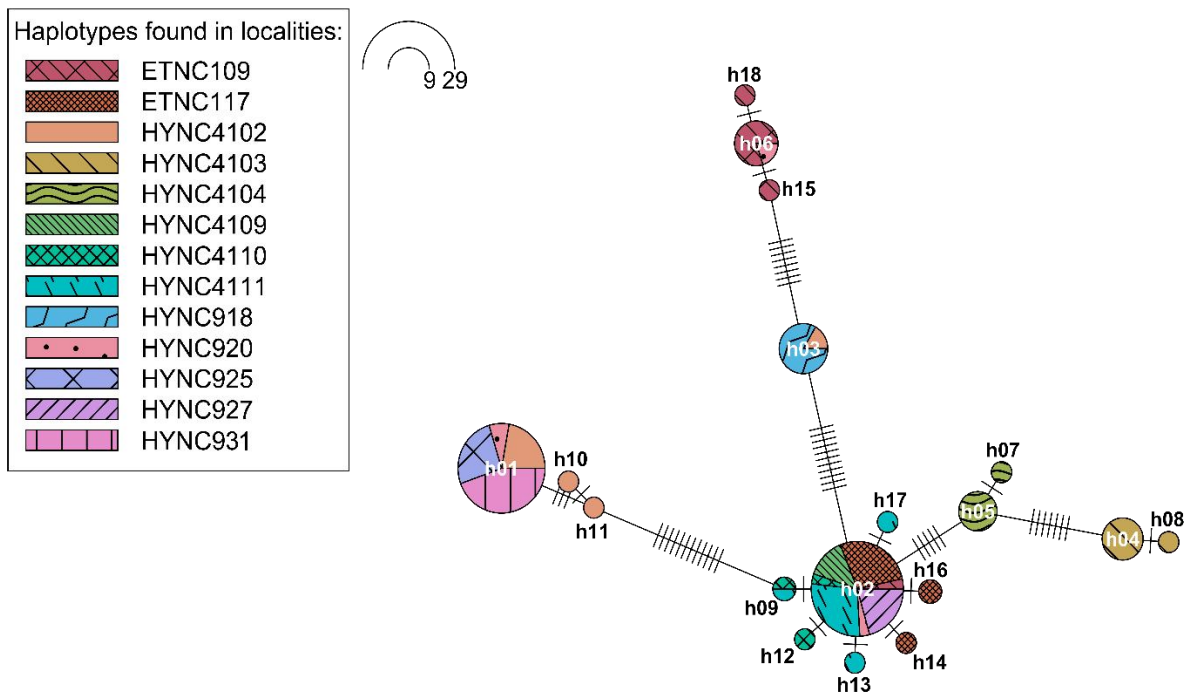 Haplotypes found in localities:
ETNC109
ETNC117
HYNC4102
HYNC4103
HYNC4104
HYNC4109
HYNC4110
HYNC4111
HYNC918
HYNC920
HYNC925
HYNC927
HYNC931
9 29
h18
h06
h15
h03
h01
h10
h11
h07
h05
h04
h08
h17
h16
h02
h09
h12
h14
h13